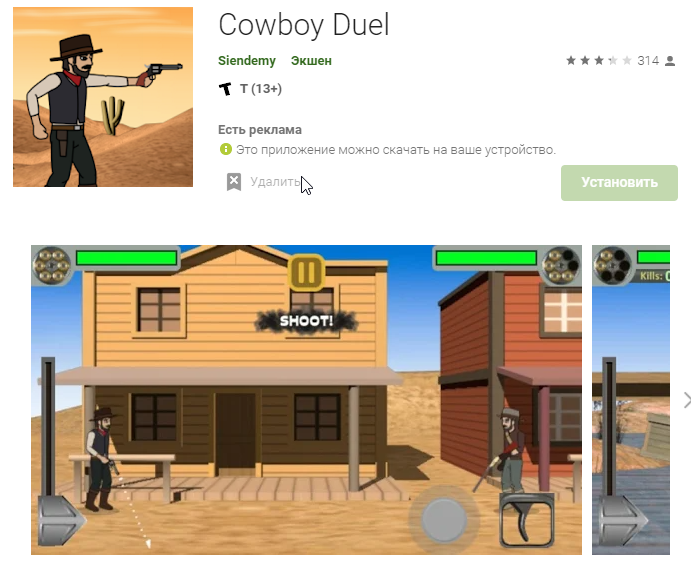 Cowboy Duel
Siendemy Экшен
314
T T (13+)
Есть реклама
Это приложение можно скачать на ваше устройство.
Удалить
Установить
SHOOT!
Kills: 0